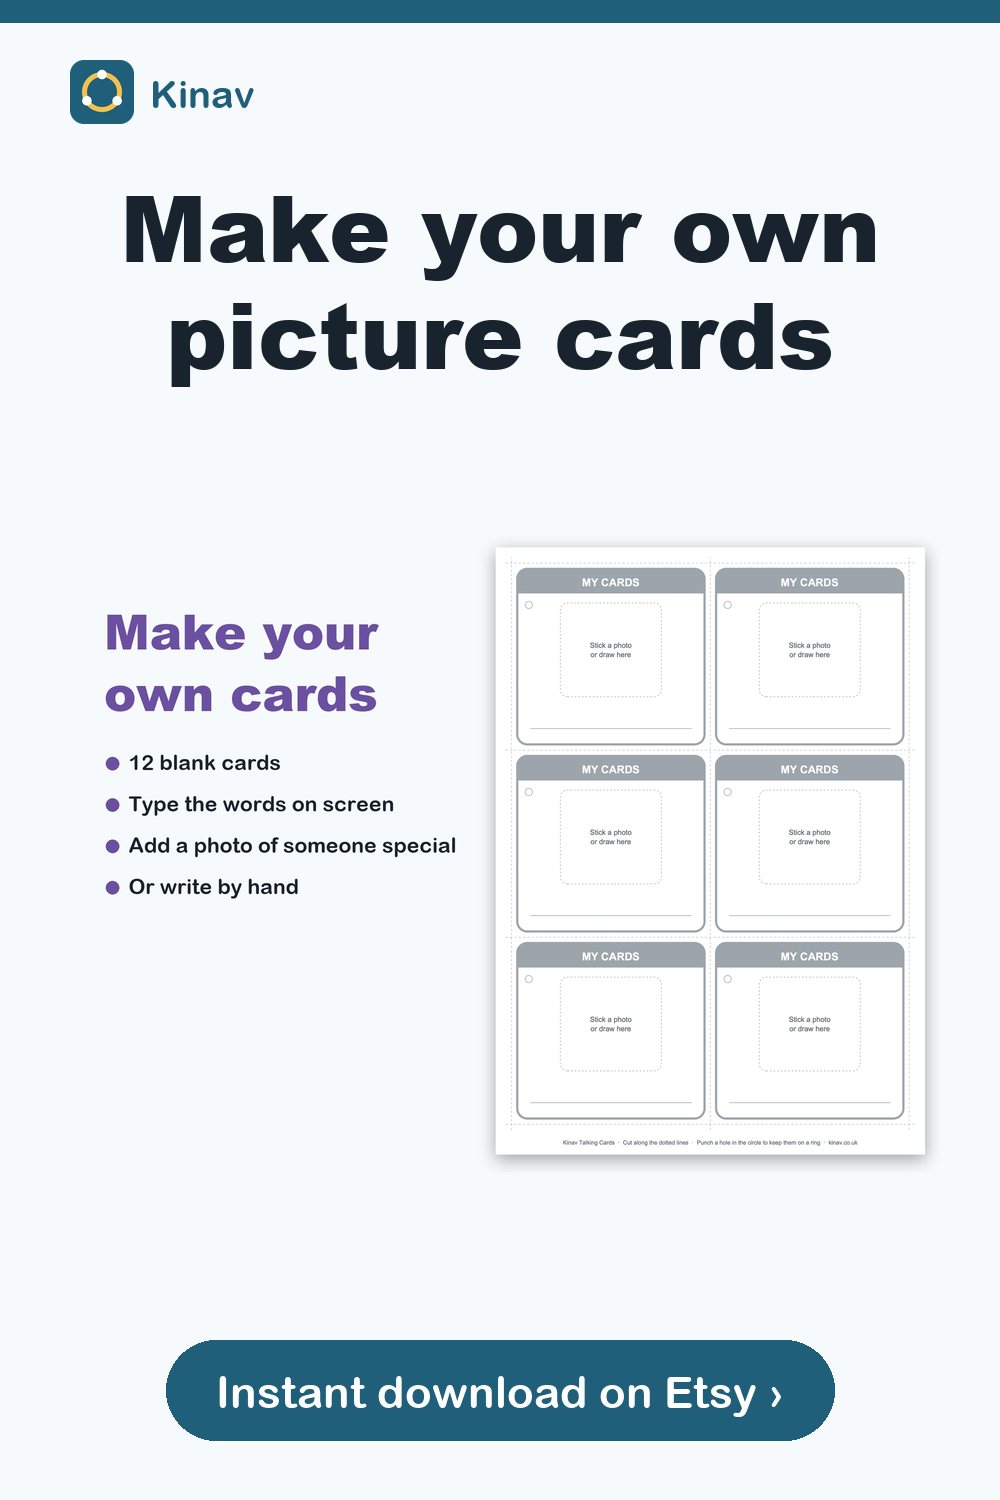 Kinav
Make your own
picture cards
Make your
own cards
12 blank cards
Type the words on screen
Add a photo of someone special
Or write by hand
MY CARDS
Stick a photo
or draw here
MY CARDS
Stick a photo
or draw here
MY CARDS
Stick a photo
or draw here
MY CARDS
Stick a photo
or draw here
MY CARDS
Stick a photo
or draw here
MY CARDS
Stick a photo
or draw here
Kinav Talking Cards · Cut along the dotted lines · Punch a hole in the circle to keep them on a ring · kinav.co.uk
Instant download on Etsy ›